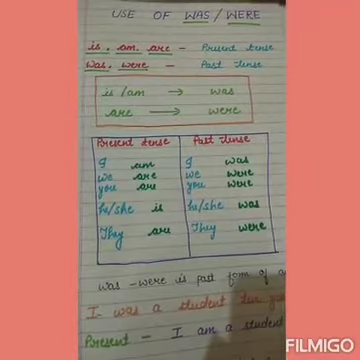 USE OF WAS / WERE
is, am, are - Present tense
Was, were - Past tense
is / am → was
are → were
Present tense Past tense
I am I was
we are we were
you are you were
he/she is he/she was
They are They were
was - were is past form of
I was a student
Present - I am a student
FILMIGO